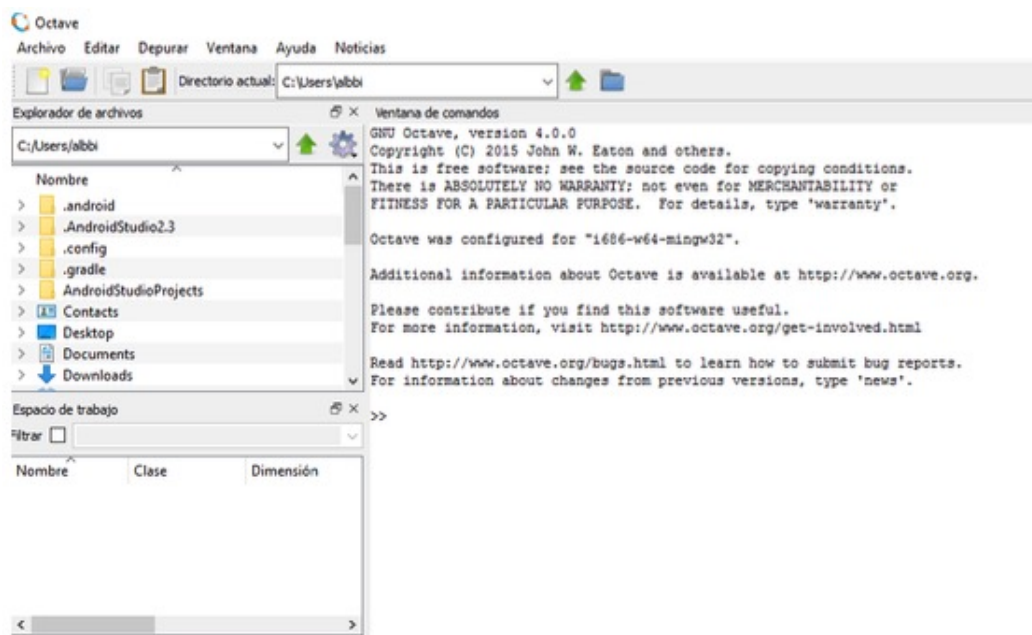 Octave
Archivo Editar Depurar Ventana Ayuda Noticias
Directorio actual: C:\Users\albbi
Explorador de archivos
C:/Users/albbi
Nombre
.android
.AndroidStudio2.3
.config
.gradle
AndroidStudioProjects
Contacts
Desktop
Documents
Downloads
Espacio de trabajo
Filtrar
Nombre Clase Dimensión
Ventana de comandos
GNU Octave, version 4.0.0
Copyright (C) 2015 John W. Eaton and others.
This is free software; see the source code for copying conditions.
There is ABSOLUTELY NO WARRANTY; not even for MERCHANTABILITY or
FITNESS FOR A PARTICULAR PURPOSE.  For details, type 'warranty'.
Octave was configured for "i686-w64-mingw32".
Additional information about Octave is available at http://www.octave.org.
Please contribute if you find this software useful.
For more information, visit http://www.octave.org/get-involved.html
Read http://www.octave.org/bugs.html to learn how to submit bug reports.
For information about changes from previous versions, type 'news'.
>>